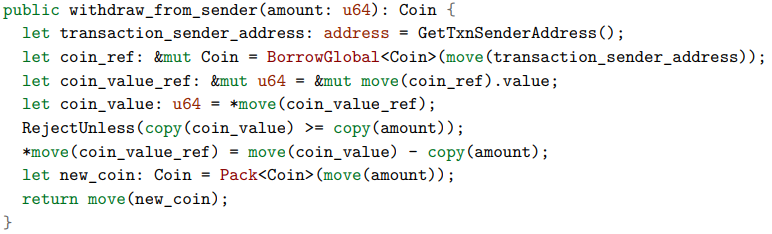 public withdraw_from_sender(amount: u64): Coin {
  let transaction_sender_address: address = GetTxnSenderAddress();
  let coin_ref: &mut Coin = BorrowGlobal<Coin>(move(transaction_sender_address));
  let coin_value_ref: &mut u64 = &mut move(coin_ref).value;
  let coin_value: u64 = *move(coin_value_ref);
  RejectUnless(copy(coin_value) >= copy(amount));
  *move(coin_value_ref) = move(coin_value) - copy(amount);
  let new_coin: Coin = Pack<Coin>(move(amount));
  return move(new_coin);
}